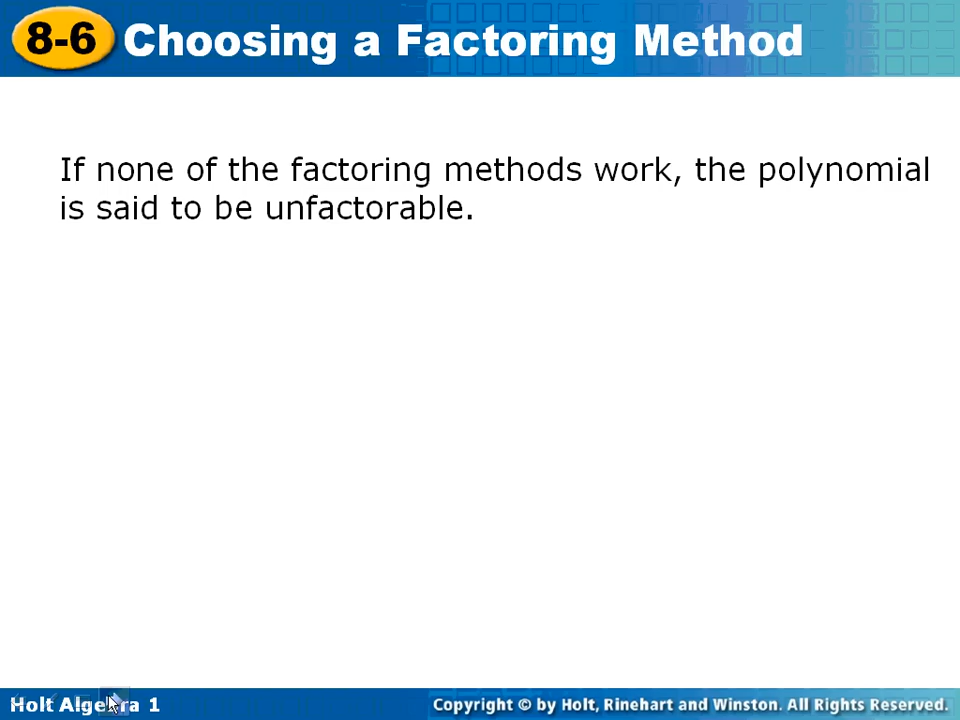 8-6 Choosing a Factoring Method
If none of the factoring methods work, the polynomial
is said to be unfactorable.
Holt Algebra 1
Copyright © by Holt, Rinehart and Winston. All Rights Reserved.